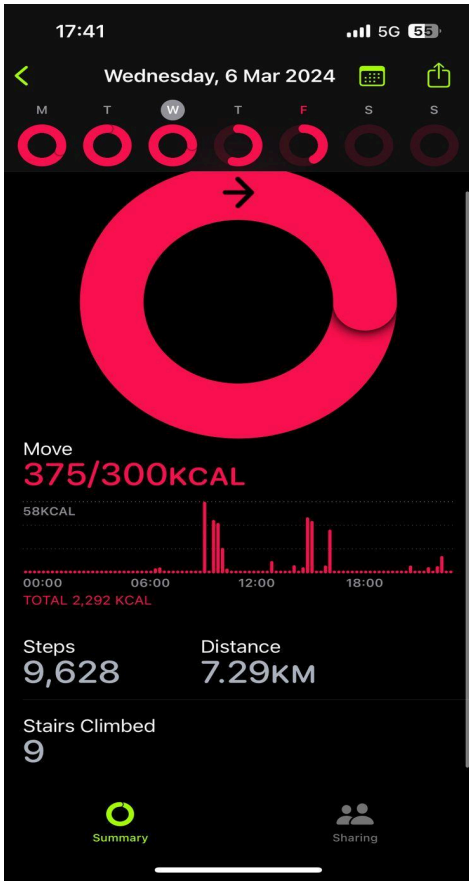 17:41 5G 55
Wednesday, 6 Mar 2024
M T W T F S S
Move
375/300KCAL
58KCAL
00:00 06:00 12:00 18:00
TOTAL 2,292 KCAL
Steps Distance
9,628 7.29KM
Stairs Climbed
9
Summary Sharing